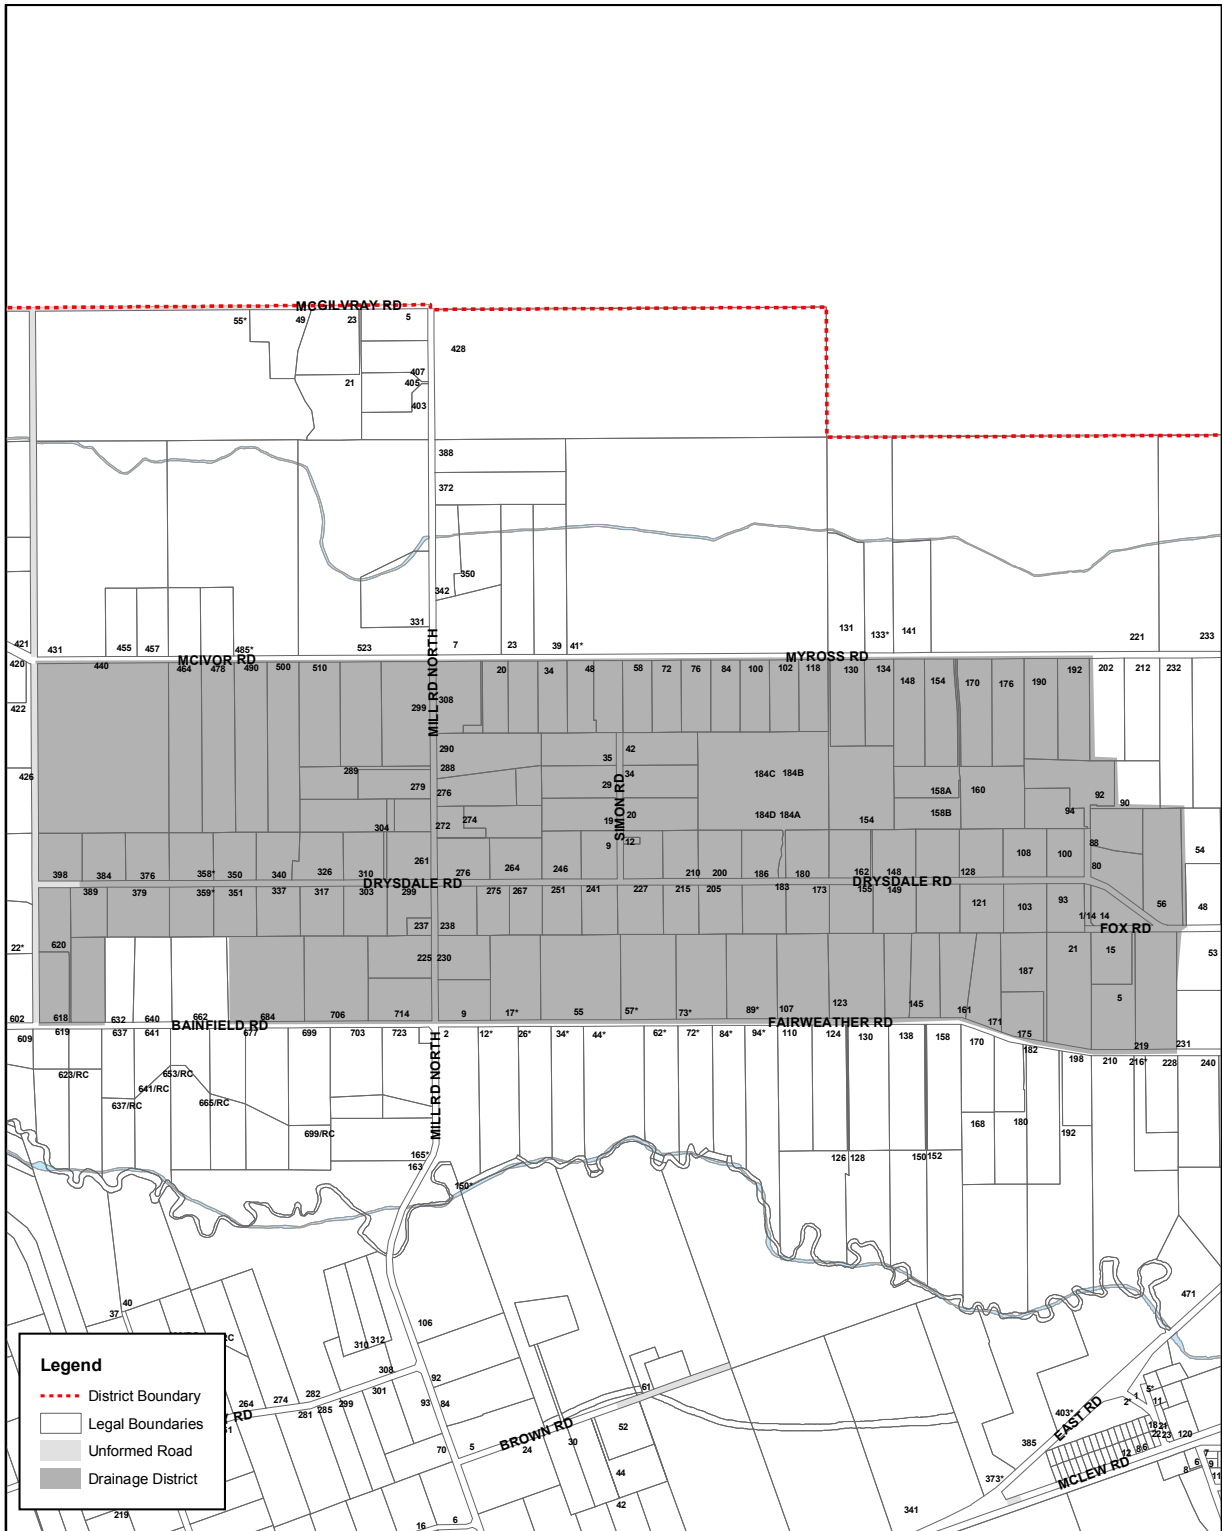 MCGILVRAY RD
55* 49 23 5
428
21 407
405
403
388
372
350
342
331
421 431 455 457 485* 523 7 23 39 41* 131 133* 141 221 233
MCIVOR RD
MYROSS RD
MILL RD NORTH
420 440 464 478 490 500 510 20 34 48 58 72 76 84 100 102 118 130 134 148 154 170 176 190 192 202 212 232
422
299 308
290 35 42
426 289 288 34 184C 184B
279 276 29 158A 160 92 90
SIMON RD
304 272 274 19 20 184D 184A 154 158B 94
261 9 12 108 100 88 54
80
398 384 376 358* 350 340 326 310 276 264 246 210 200 186 180 162 148 128
DRYSDALE RD
DRYSDALE RD
389 379 359* 351 337 317 303 299 275 267 251 241 227 215 205 183 173 155 149 121 103 93 56 48
1/14 14
237 238
FOX RD
22* 620 225 230 21 15 53
187 5
602 618 632 640 662 684 706 714 9 17* 55 57* 73* 89* 107 123 145 161 171 175 219 231
BAINFIELD RD
FAIRWEATHER RD
609 619 637 641 677 699 703 723 2 12* 26* 34* 44* 62* 72* 84* 94* 110 124 130 138 158 170 182 198 210 216* 228 240
MILL RD NORTH
623/RC 653/RC
641/RC
637/RC 665/RC
699/RC
168 180 192
165*
163
126 128 150 152
150*
471
40
37
106
310 312
308
92
301
93 84
264 274 282
281 285 299
Y RD
51
RC
61
BROWN RD
70 5 24 30 52
44
42
16 6
219
403*
385
373*
341
EAST RD
MCLEW RD
2* 1 5*
11
18 21
22 23 120
12 8 6
7
6 9
8 11
Legend
District Boundary
Legal Boundaries
Unformed Road
Drainage District